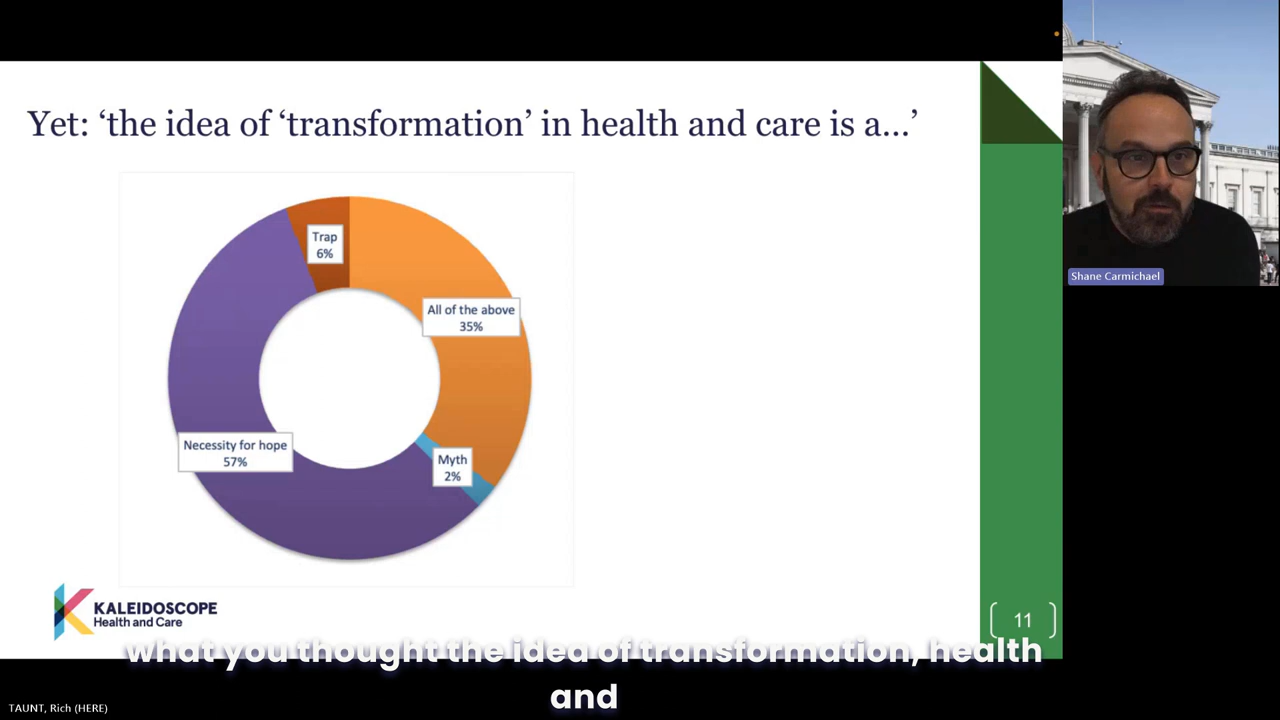 Yet: ‘the idea of ‘transformation’ in health and care is a...’
Trap
6%
All of the above
35%
Necessity for hope
57%
Myth
2%
Shane Carmichael
KALEIDOSCOPE
Health and Care
11
what you thought the idea of transformation, health
and
TAUNT, Rich (HERE)